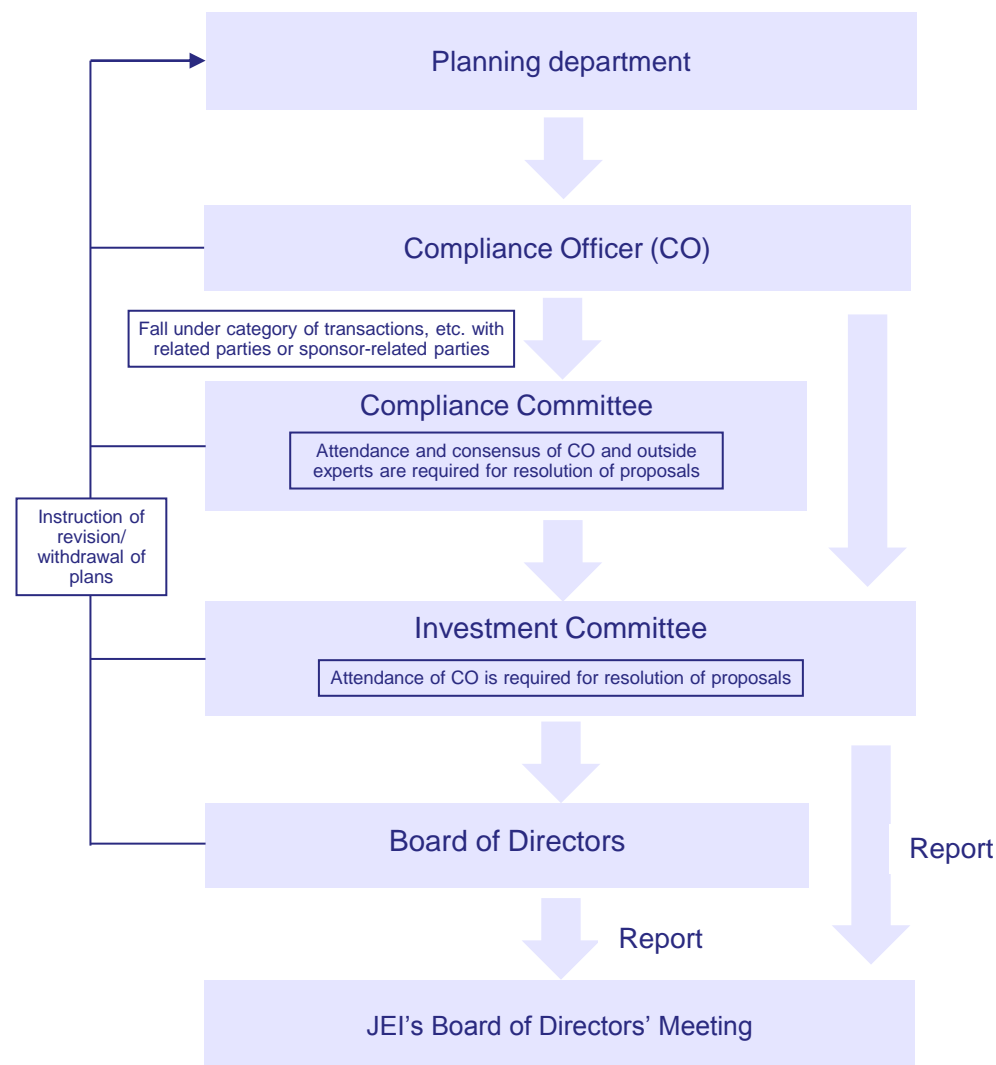 Planning department
Compliance Officer (CO)
Fall under category of transactions, etc. with
related parties or sponsor-related parties
Compliance Committee
Attendance and consensus of CO and outside
experts are required for resolution of proposals
Instruction of
revision/
withdrawal of
plans
Investment Committee
Attendance of CO is required for resolution of proposals
Board of Directors
Report
Report
JEI’s Board of Directors’ Meeting